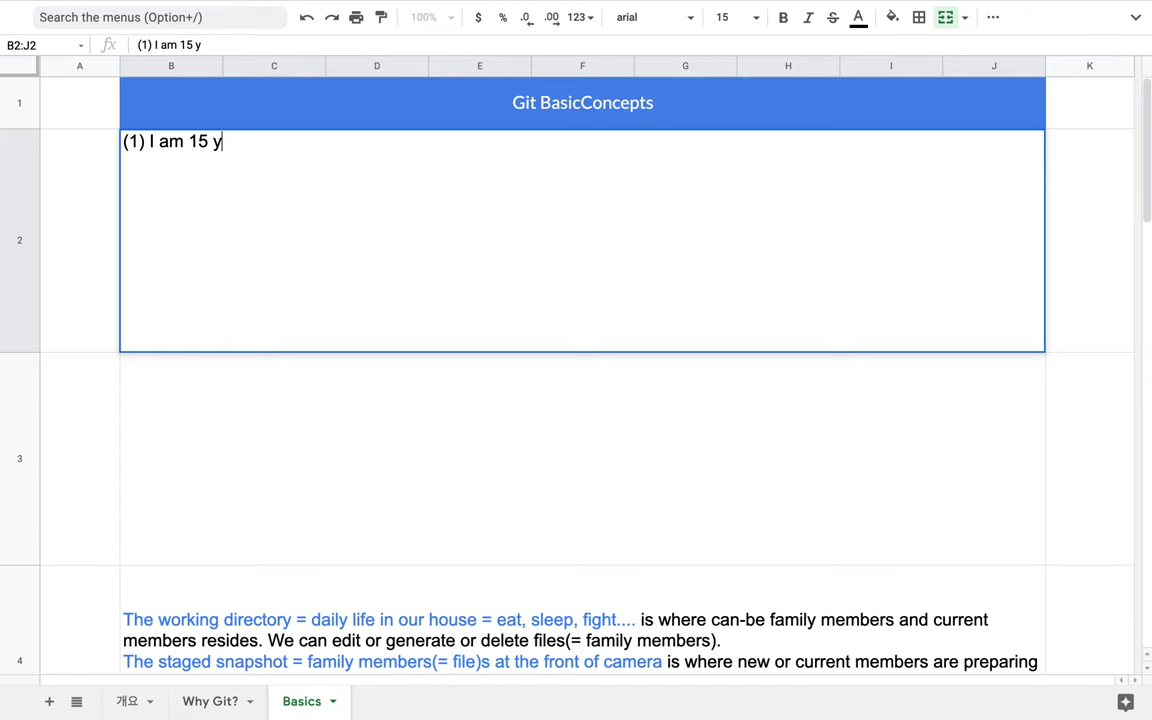 Search the menus (Option+/) 100% $ % .0 .00 123 arial 15 B I S A
B2:J2 fx (1) I am 15 y
A B C D E F G H I J K
1 Git BasicConcepts
(1) I am 15 y
2
3
The working directory = daily life in our house = eat, sleep, fight.... is where can-be family members and current
members resides. We can edit or generate or delete files(= family members).
4 The staged snapshot = family members(= file)s at the front of camera is where new or current members are preparing
+ 개요 Why Git? Basics